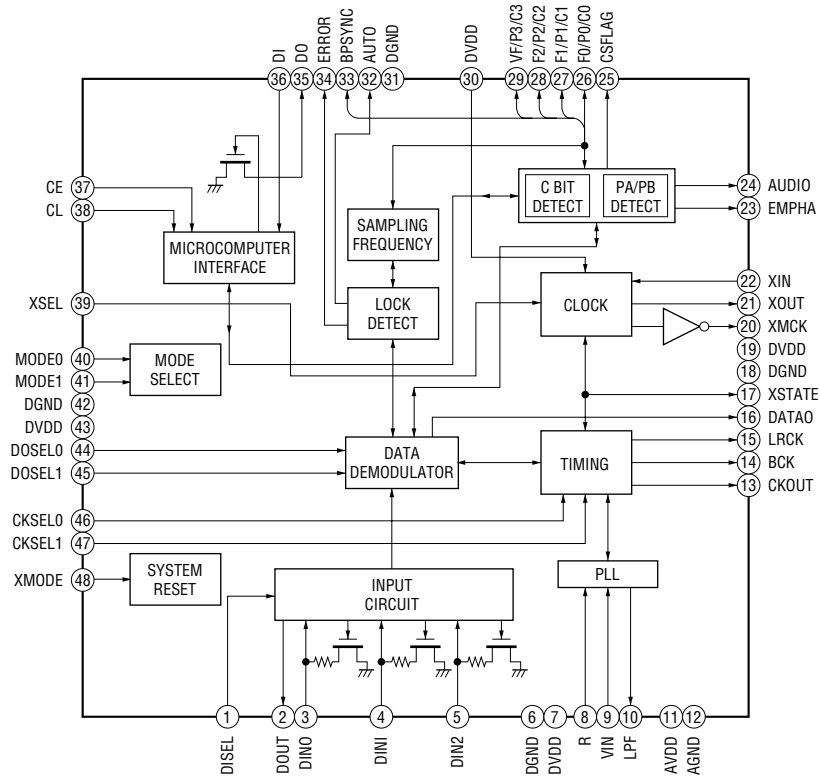 DI
DO
ERROR
BPSYNC
AUTO
DGND
DVDD
VF/P3/C3
F2/P2/C2
F1/P1/C1
F0/P0/C0
CSFLAG
36
35
34
33
32
31
30
29
28
27
26
25
CE
37
CL
38
MICROCOMPUTER
INTERFACE
SAMPLING
FREQUENCY
LOCK
DETECT
C BIT
DETECT
PA/PB
DETECT
24
AUDIO
23
EMPHA
CLOCK
22
XIN
21
XOUT
20
XMCK
19
DVDD
18
DGND
17
XSTATE
16
DATAO
15
LRCK
14
BCK
13
CKOUT
XSEL
39
MODE0
40
MODE1
41
MODE
SELECT
DGND
42
DVDD
43
DOSEL0
44
DOSEL1
45
DATA
DEMODULATOR
TIMING
CKSEL0
46
CKSEL1
47
XMODE
48
SYSTEM
RESET
INPUT
CIRCUIT
PLL
1
2
3
4
5
6
7
8
9
10
11
12
DISEL
DOUT
DINO
DINI
DIN2
DGND
DVDD
R
VIN
LPF
AVDD
AGND